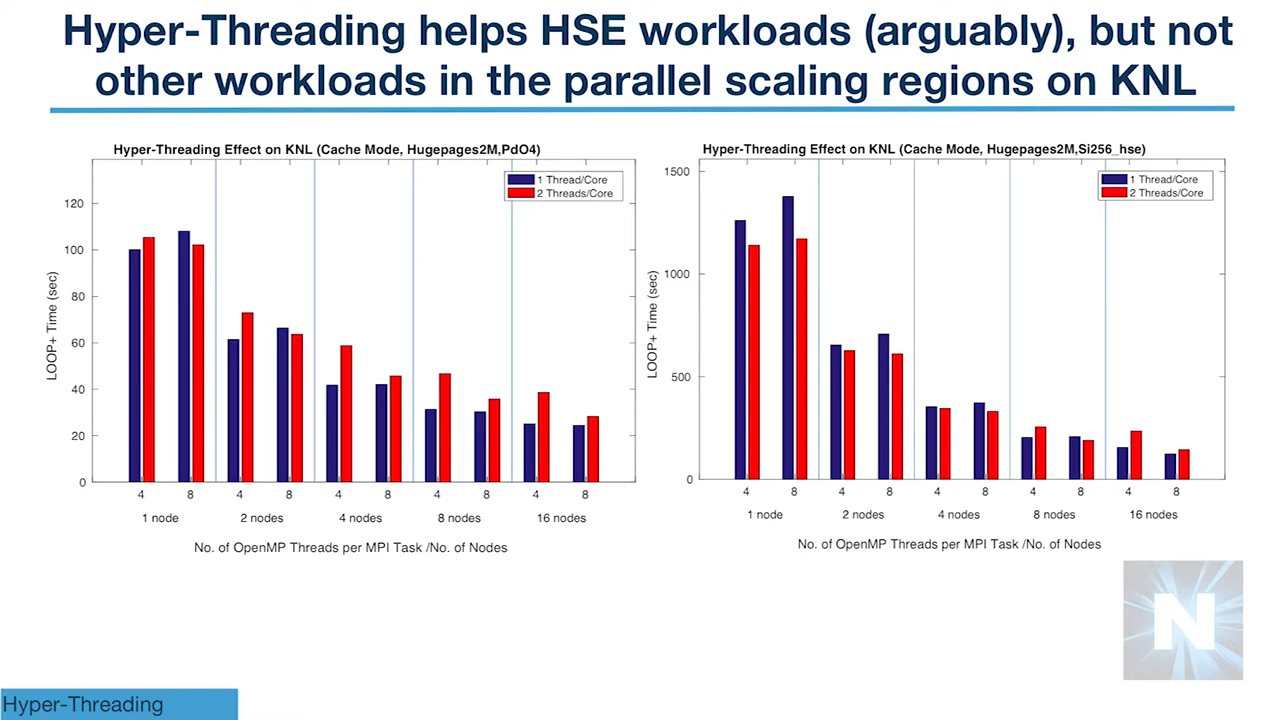 Hyper-Threading helps HSE workloads (arguably), but not
other workloads in the parallel scaling regions on KNL
Hyper-Threading Effect on KNL (Cache Mode, Hugepages2M,PdO4)
1 Thread/Core
2 Threads/Core
LOOP+ Time (sec)
120
100
80
60
40
20
0
4 8 4 8 4 8 4 8 4 8
1 node 2 nodes 4 nodes 8 nodes 16 nodes
No. of OpenMP Threads per MPI Task /No. of Nodes
Hyper-Threading Effect on KNL (Cache Mode, Hugepages2M,Si256_hse)
1 Thread/Core
2 Threads/Core
LOOP+ Time (sec)
1500
1000
500
0
4 8 4 8 4 8 4 8 4 8
1 node 2 nodes 4 nodes 8 nodes 16 nodes
No. of OpenMP Threads per MPI Task /No. of Nodes
N
Hyper-Threading